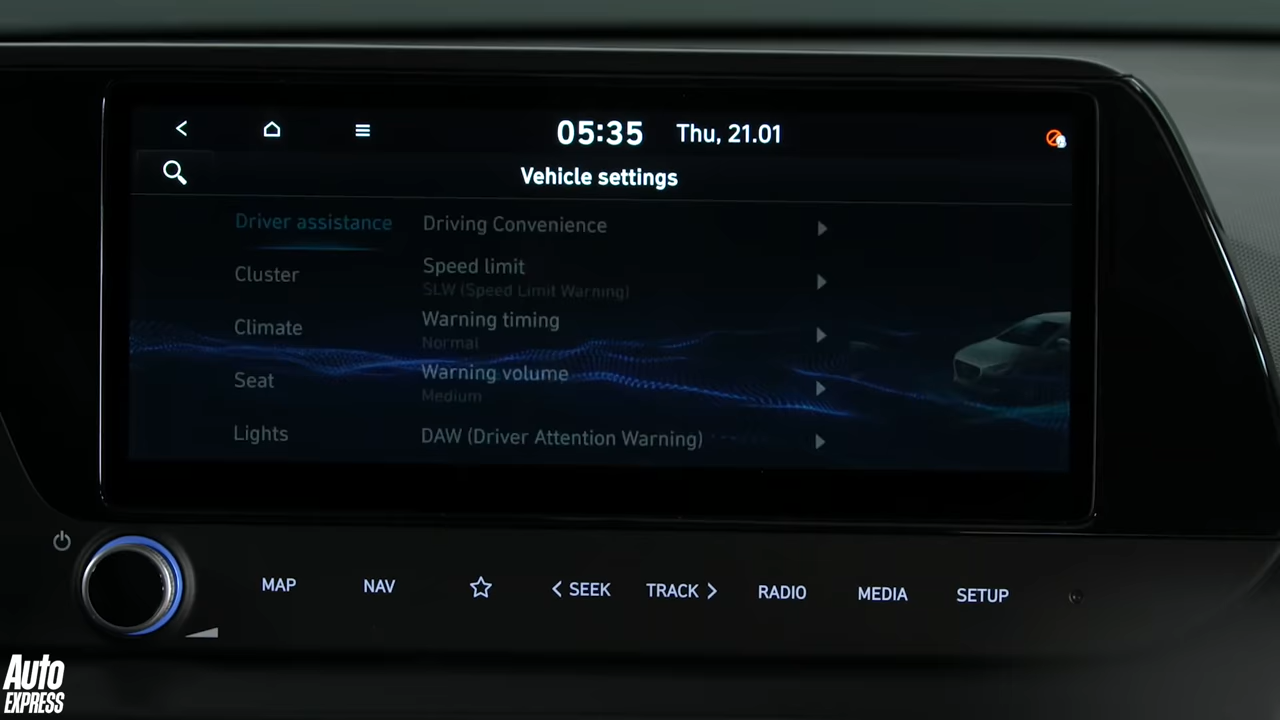 05:35 Thu, 21.01
Vehicle settings
Driver assistance
Cluster
Climate
Seat
Lights
Driving Convenience
Speed limit
SLW (Speed Limit Warning)
Warning timing
Normal
Warning volume
Medium
DAW (Driver Attention Warning)
MAP NAV < SEEK TRACK > RADIO MEDIA SETUP
Auto
EXPRESS